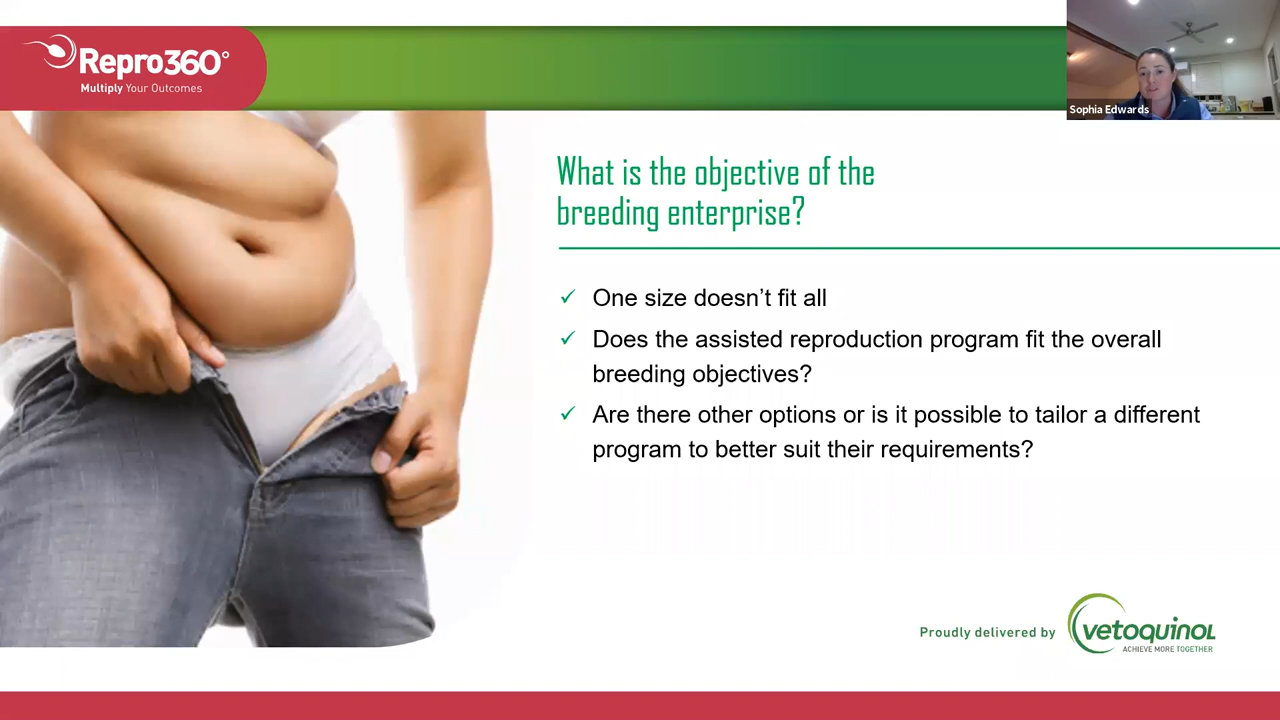 Repro360°
Multiply Your Outcomes
Sophia Edwards
What is the objective of the
breeding enterprise?
One size doesn't fit all
Does the assisted reproduction program fit the overall
breeding objectives?
Are there other options or is it possible to tailor a different
program to better suit their requirements?
Proudly delivered by
vetoquinol
ACHIEVE MORE TOGETHER